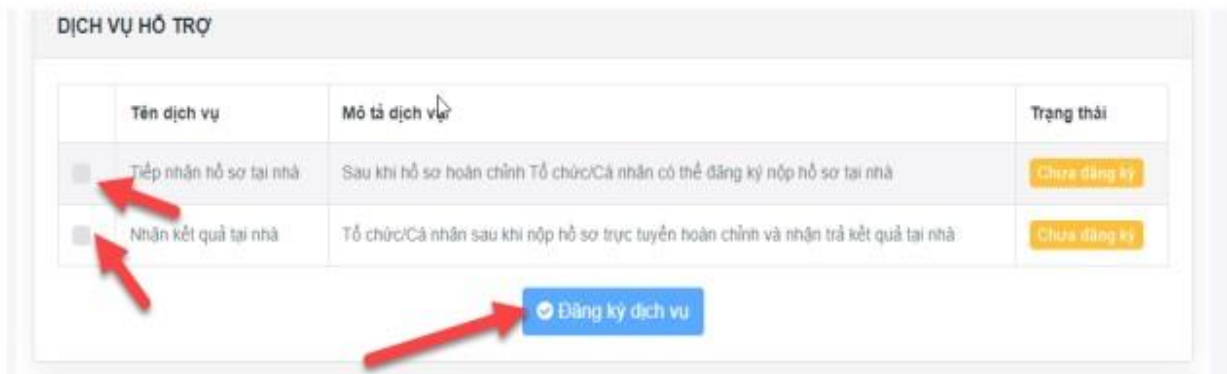 DỊCH VỤ HỖ TRỢ
Tên dịch vụ Mô tả dịch vụ Trạng thái
Tiếp nhận hồ sơ tại nhà Sau khi hồ sơ hoàn chỉnh Tổ chức/Cá nhân có thể đăng ký nộp hồ sơ tại nhà Chưa đăng ký
Nhận kết quả tại nhà Tổ chức/Cá nhân sau khi nộp hồ sơ trực tuyến hoàn chỉnh và nhận trả kết quả tại nhà Chưa đăng ký
Đăng ký dịch vụ